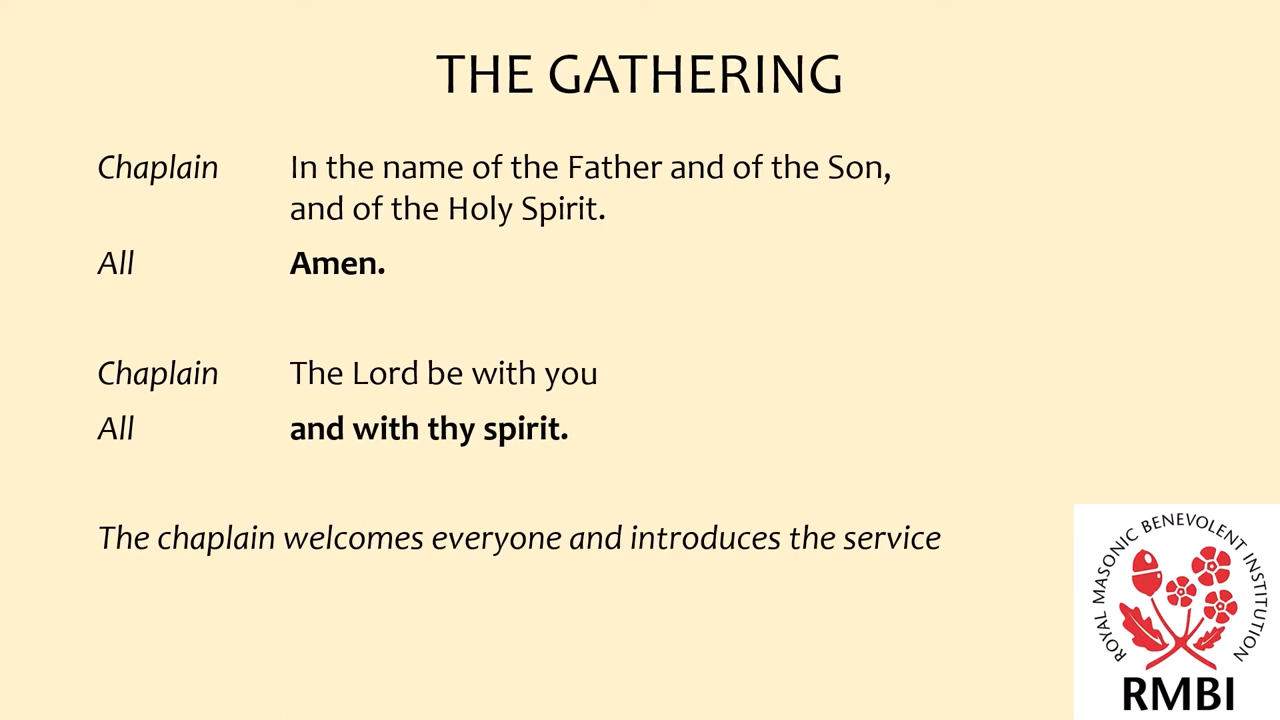 THE GATHERING
Chaplain In the name of the Father and of the Son,
and of the Holy Spirit.
All Amen.
Chaplain The Lord be with you
All and with thy spirit.
The chaplain welcomes everyone and introduces the service
ROYAL MASONIC BENEVOLENT INSTITUTION
RMBI